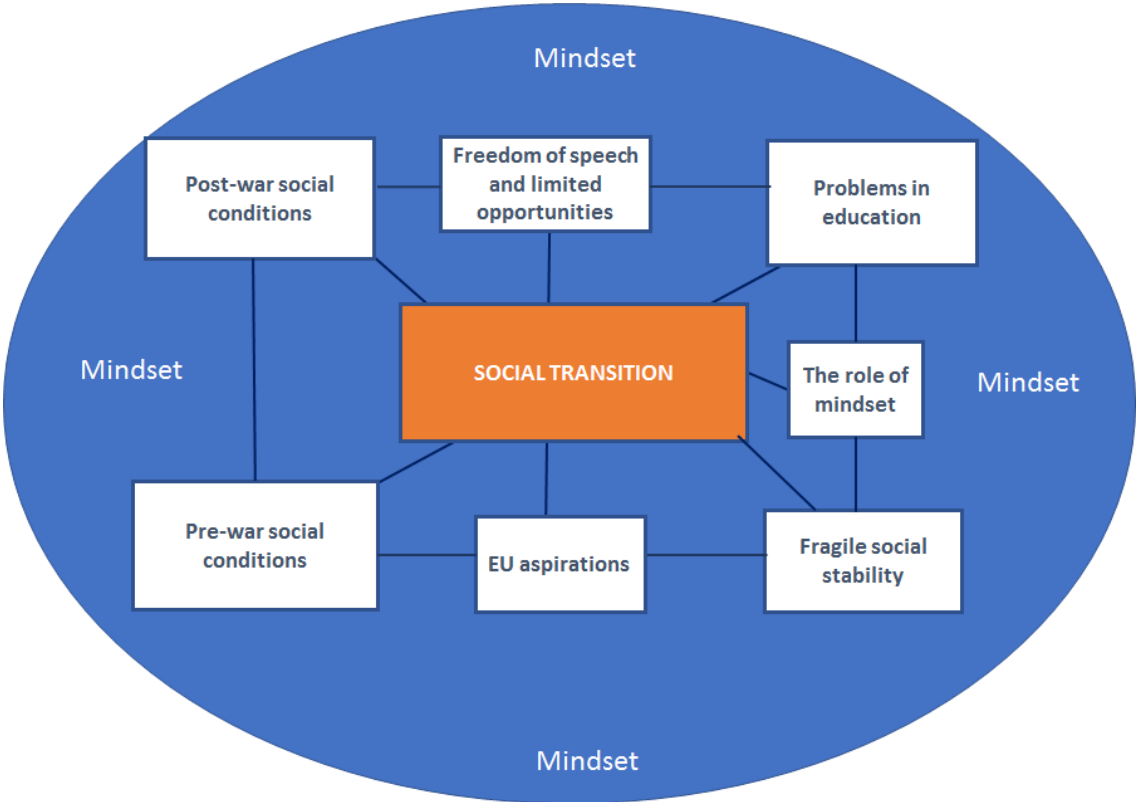 Mindset
Post-war social
conditions
Freedom of speech
and limited
opportunities
Problems in
education
Mindset
SOCIAL TRANSITION
The role of
mindset
Mindset
Pre-war social
conditions
EU aspirations
Fragile social
stability
Mindset